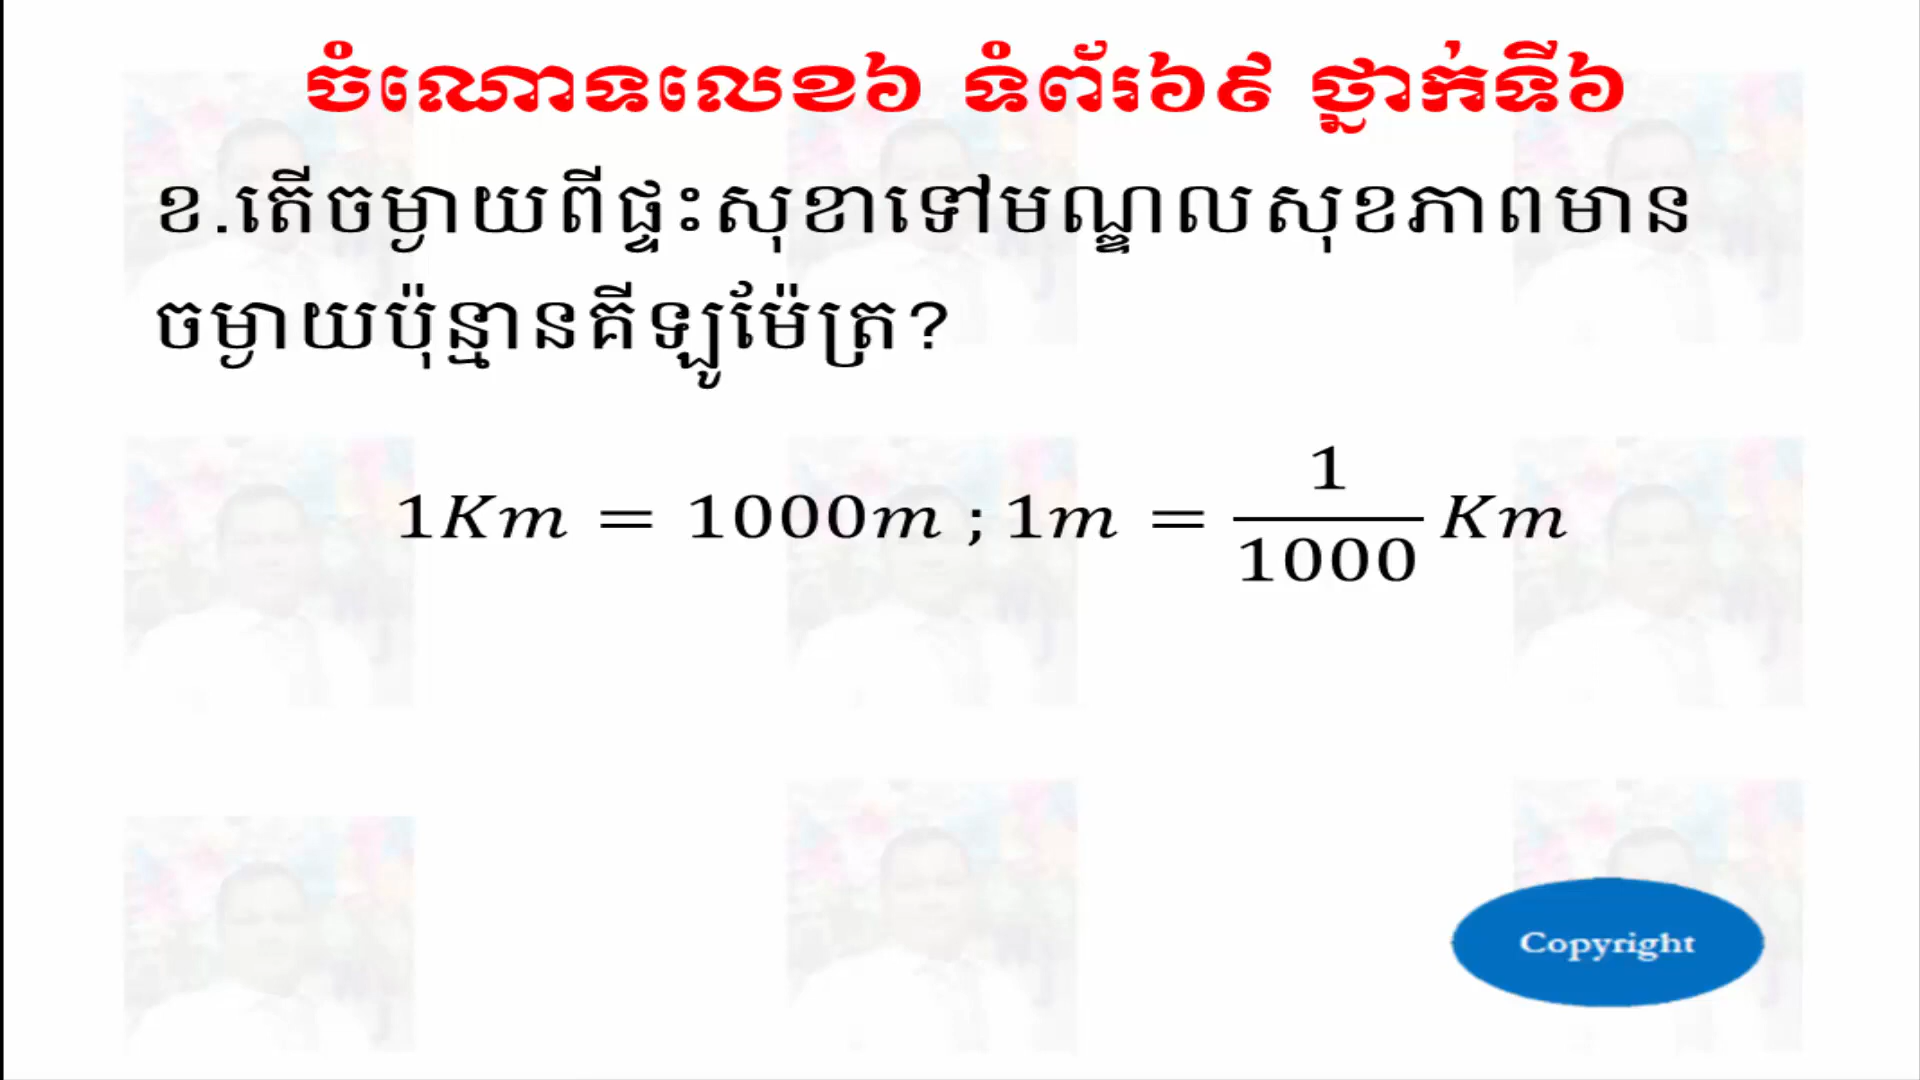 ចំណោទលេខ៦ ទំព័រ៦៩ ថ្នាក់ទី៦
ខ.តើចម្ងាយពីផ្ទះសុខាទៅមណ្ឌលសុខភាពមាន
ចម្ងាយប៉ុន្មានគីឡូម៉ែត្រ?
1Km = 1000m ; 1m = \frac{1}{1000} Km
Copyright